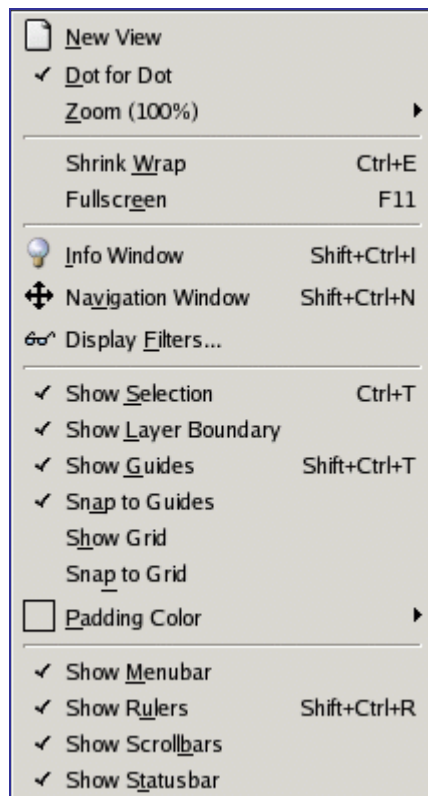 New View
Dot for Dot
Zoom (100%)
Shrink Wrap Ctrl+E
Fullscreen F11
Info Window Shift+Ctrl+I
Navigation Window Shift+Ctrl+N
Display Filters...
Show Selection Ctrl+T
Show Layer Boundary
Show Guides Shift+Ctrl+T
Snap to Guides
Show Grid
Snap to Grid
Padding Color
Show Menubar
Show Rulers Shift+Ctrl+R
Show Scrollbars
Show Statusbar